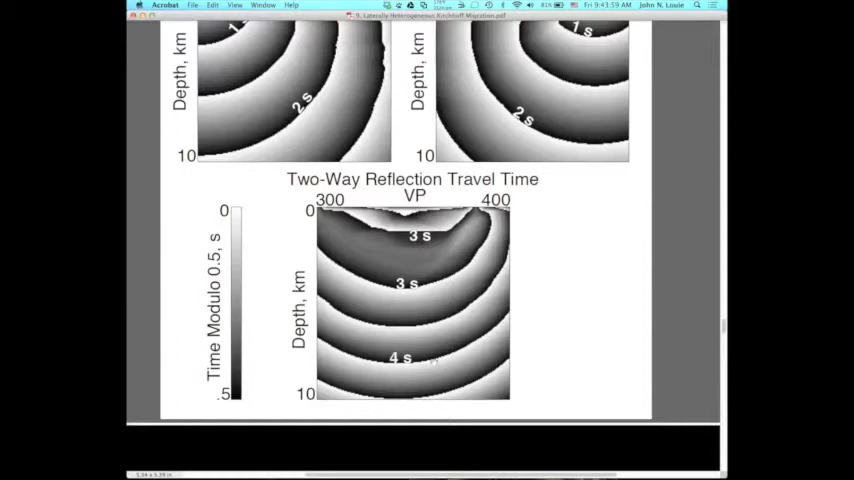 Acrobat File Edit View Window Help
81% Fri 9:43:59 AM John N. Louie
9. Laterally-Heterogeneous Kirchhoff Migration.pdf
Depth, km
10
1 s
2 s
Depth, km
10
1 s
2 s
Two-Way Reflection Travel Time
VP
300
400
0
.5
Time Modulo 0.5, s
0
10
Depth, km
3 s
3 s
4 s